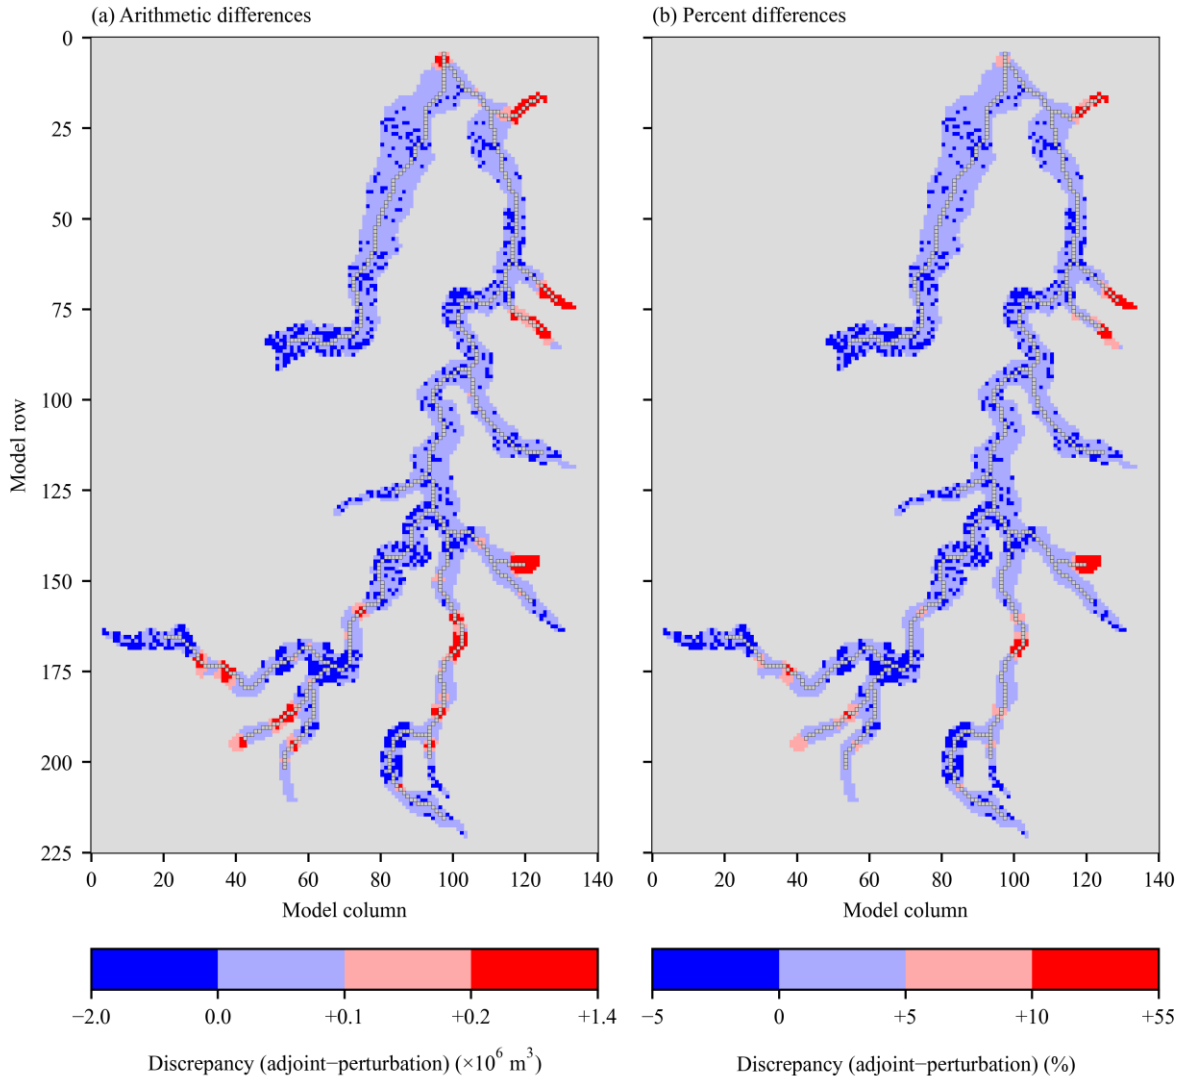 (a) Arithmetic differences
(b) Percent differences
0
25
50
75
100
125
150
175
200
225
Model row
0 20 40 60 80 100 120 140
0 20 40 60 80 100 120 140
Model column
Model column
−2.0 0.0 +0.1 +0.2 +1.4
−5 0 +5 +10 +55
Discrepancy (adjoint−perturbation) (×10⁶ m³)
Discrepancy (adjoint−perturbation) (%)